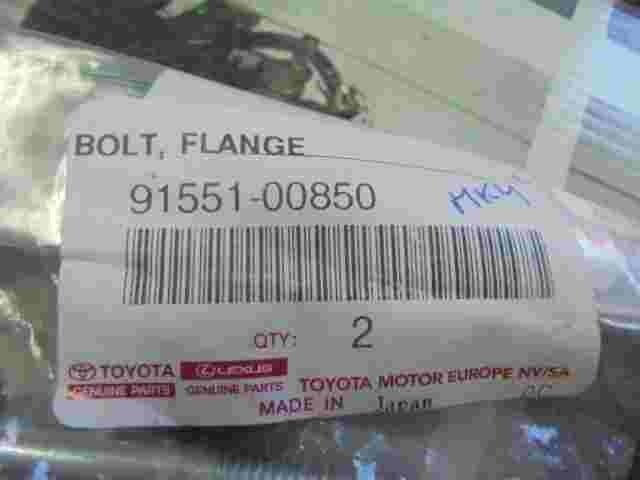 BOLT, FLANGE
91551-00850
MKY
QTY: 2
TOYOTA LEXUS
GENUINE PARTS GENUINE PARTS TOYOTA MOTOR EUROPE NV/SA
MADE IN Japan